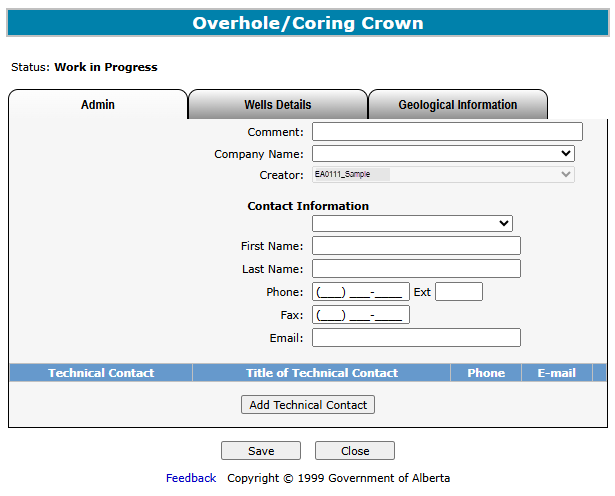 Overhole/Coring Crown
Status: Work in Progress
Admin Wells Details Geological Information
Comment:
Company Name:
Creator: EA0111_Sample
Contact Information
First Name:
Last Name:
Phone: (___) ___-____ Ext
Fax: (___) ___-____
Email:
Technical Contact Title of Technical Contact Phone E-mail
Add Technical Contact
Save Close
Feedback Copyright © 1999 Government of Alberta